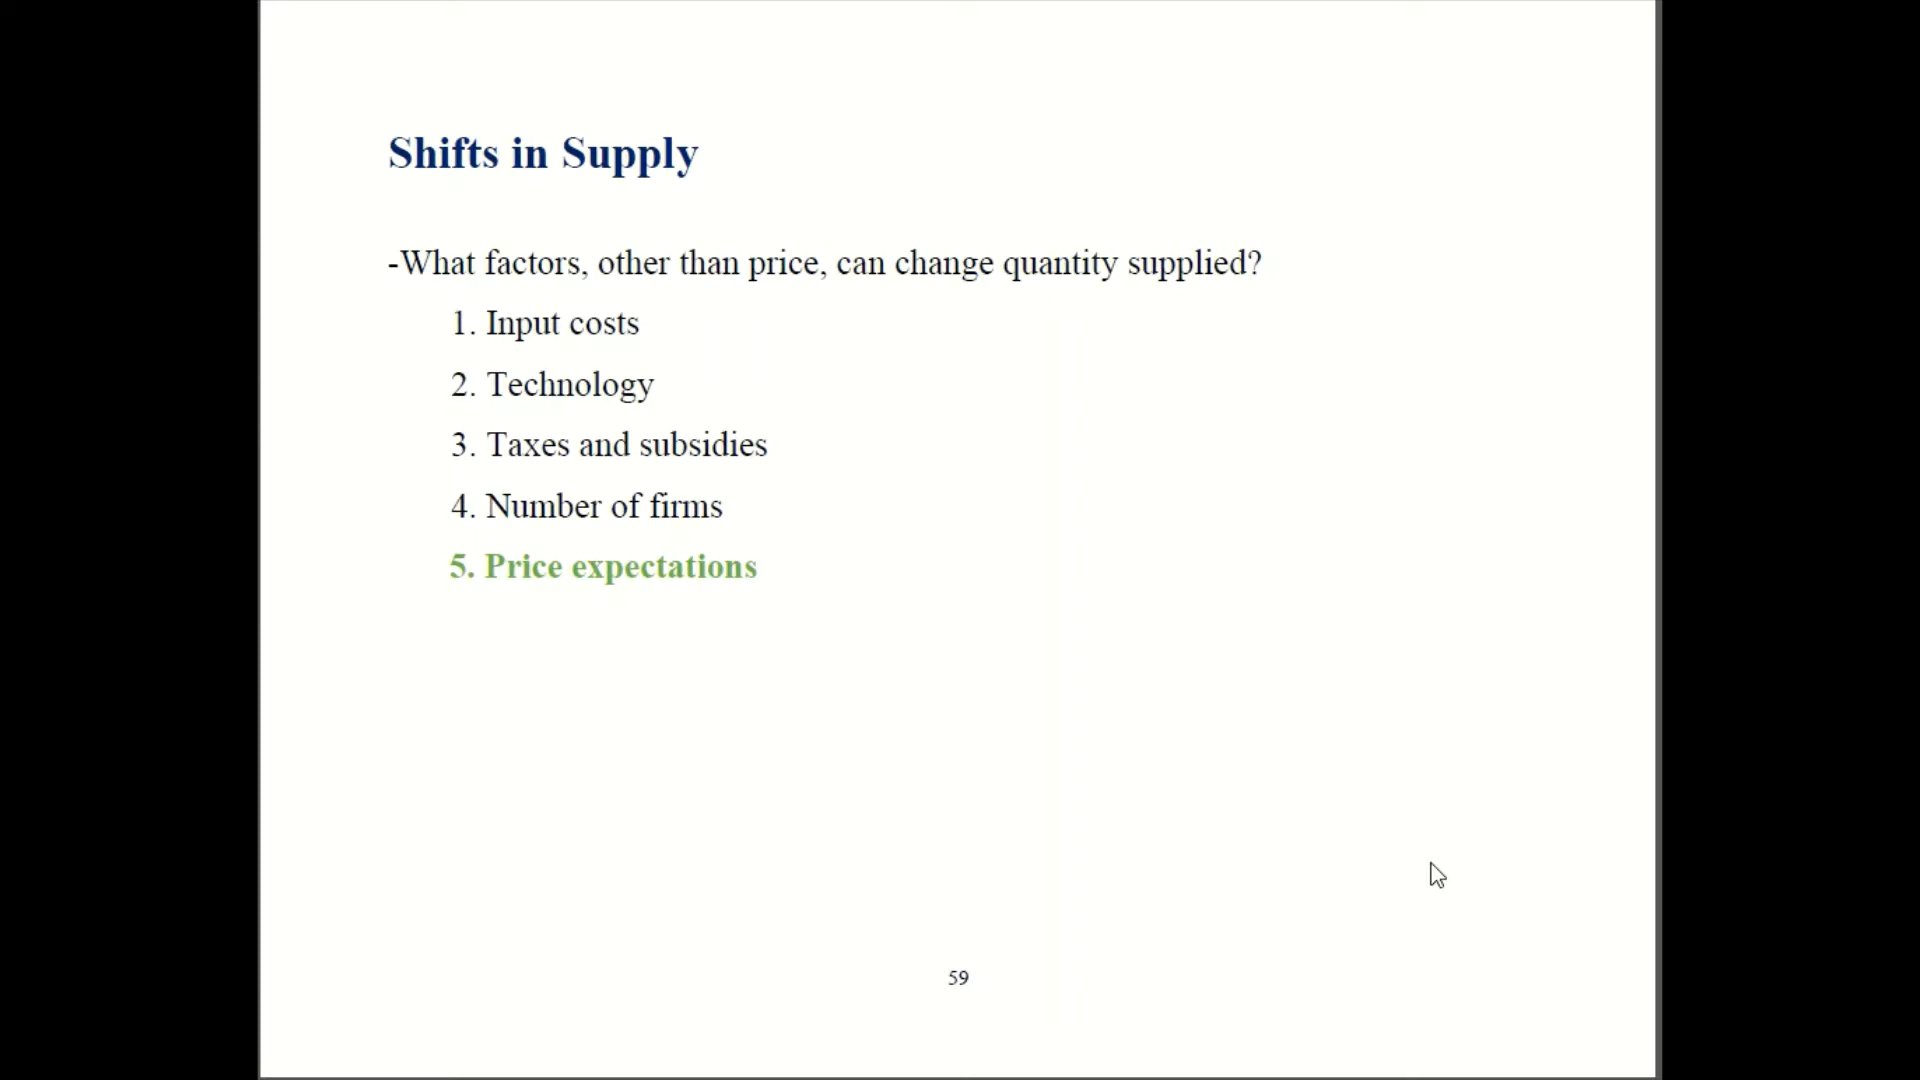 Shifts in Supply
-What factors, other than price, can change quantity supplied?
1. Input costs
2. Technology
3. Taxes and subsidies
4. Number of firms
5. Price expectations
59